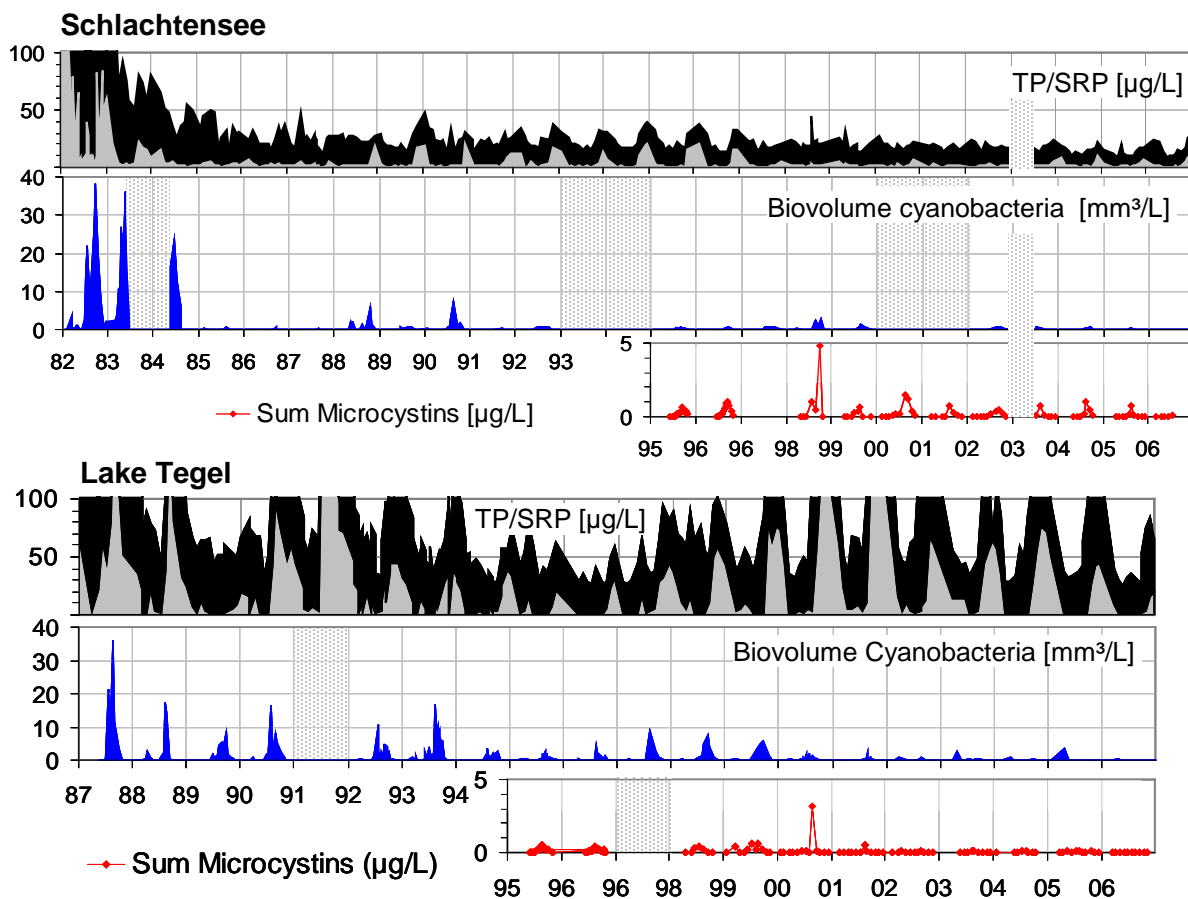 Schlachtensee
100
TP/SRP [µg/L]
50
0
40
Biovolume cyanobacteria [mm³/L]
30
20
10
0
82 83 84 85 86 87 88 89 90 91 92 93
5
0
Sum Microcystins [µg/L]
95 96 96 98 99 00 01 02 03 04 05 06
Lake Tegel
100
TP/SRP [µg/L]
50
0
40
Biovolume Cyanobacteria [mm³/L]
30
20
10
0
87 88 89 90 91 92 93 94
5
0
Sum Microcystins (µg/L)
95 96 96 98 99 00 01 02 03 04 05 06